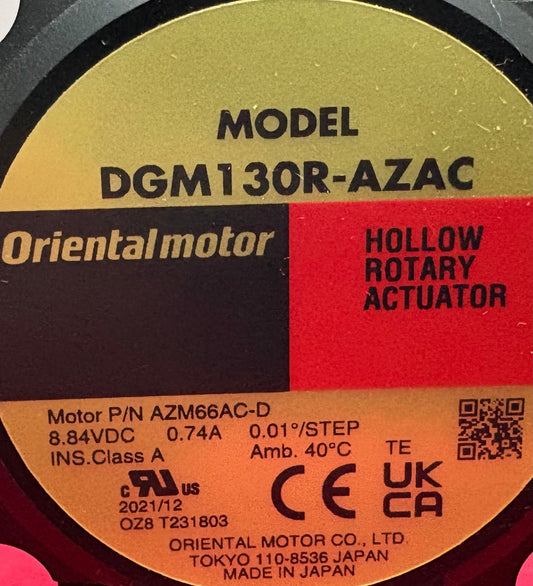 MODEL
DGM130R-AZAC
Orientalmotor
HOLLOW
ROTARY
ACTUATOR
Motor P/N AZM66AC-D
8.84VDC 0.74A 0.01°/STEP
INS.Class A Amb. 40°C TE
c RU US
2021/12
OZ8 T231803
CE
UK
CA
ORIENTAL MOTOR CO., LTD.
TOKYO 110-8536 JAPAN
MADE IN JAPAN